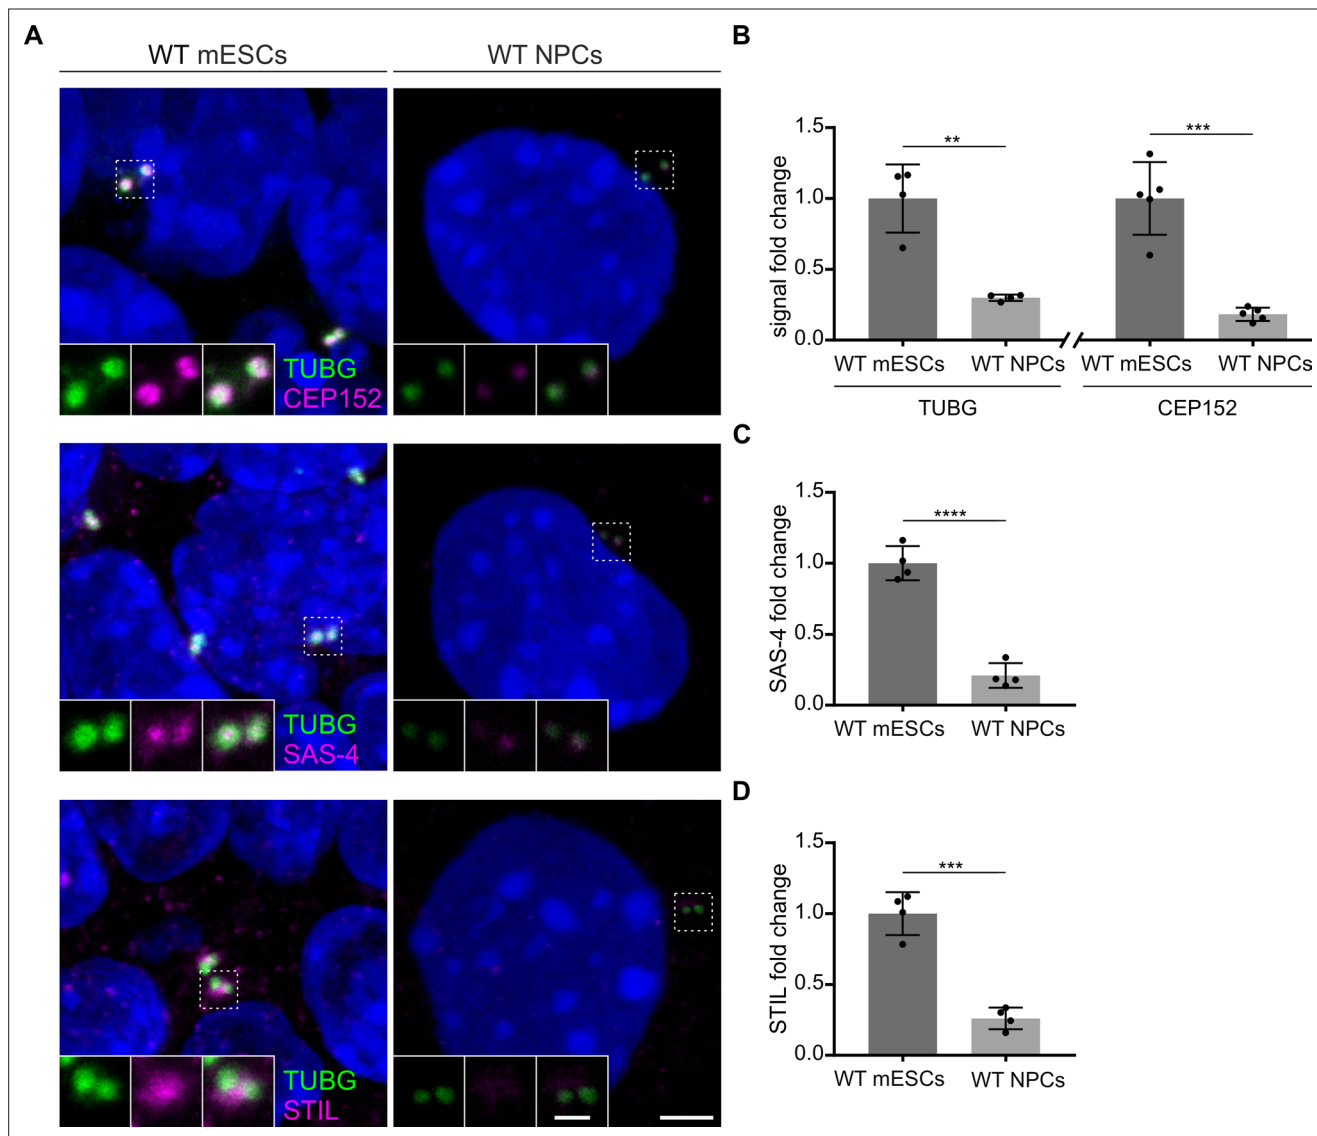 A
WT mESCs
WT NPCs
TUBG
CEP152
TUBG
SAS-4
TUBG
STIL
B
signal fold change
1.5
1.0
0.5
0.0
**
***
WT mESCs
WT NPCs
WT mESCs
WT NPCs
TUBG
CEP152
C
SAS-4 fold change
1.5
1.0
0.5
0.0
****
WT mESCs
WT NPCs
D
STIL fold change
1.5
1.0
0.5
0.0
***
WT mESCs
WT NPCs